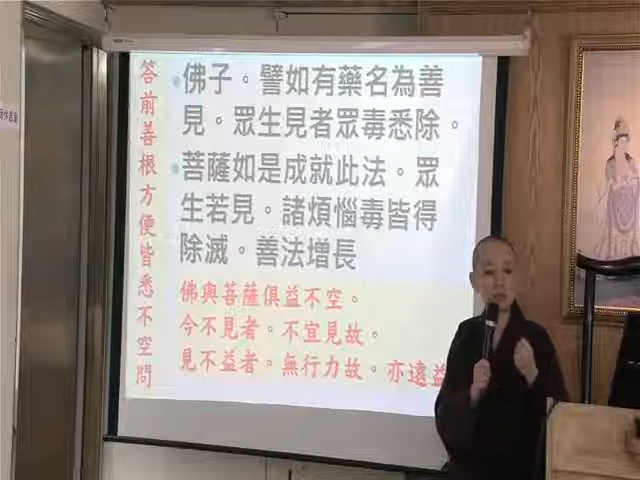 答前善根方便皆悉不空問
佛子。譬如有藥名為善
見。眾生見者眾毒悉除。
菩薩如是成就此法。眾
生若見。諸煩惱毒皆得
除滅。善法增長
佛與菩薩俱益不空。
今不見者。不宜見故。
見不益者。無行力故。亦遠益